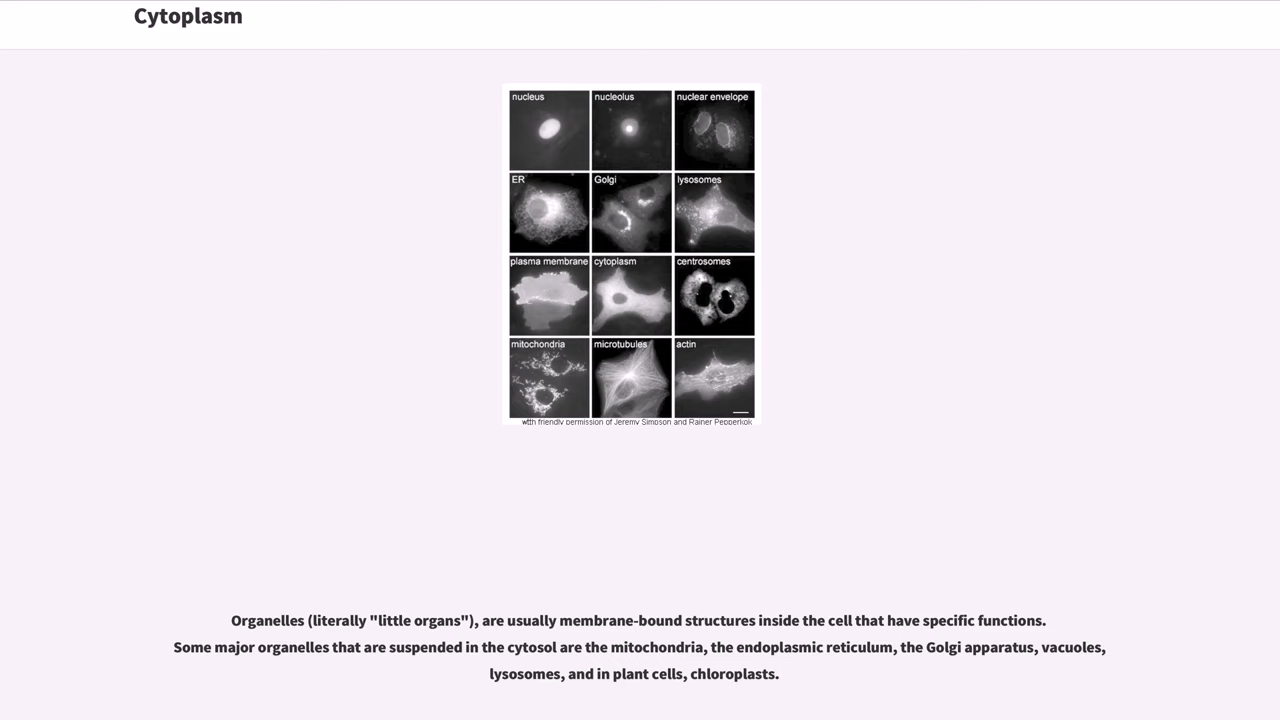 Cytoplasm
nucleus nucleolus nuclear envelope
ER Golgi lysosomes
plasma membrane cytoplasm centrosomes
mitochondria microtubules actin
with friendly permission of Jeremy Simpson and Rainer Pepperkok
Organelles (literally "little organs"), are usually membrane-bound structures inside the cell that have specific functions.
Some major organelles that are suspended in the cytosol are the mitochondria, the endoplasmic reticulum, the Golgi apparatus, vacuoles,
lysosomes, and in plant cells, chloroplasts.